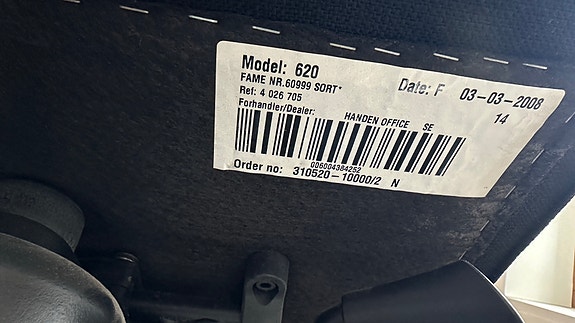 Model: 620
FAME NR.60999 SORT*
Date: F 03-03-2008
Ref: 4 026 705
14
Forhandler/Dealer: HANDEN OFFICE SE
006004384252
Order no: 310520-10000/2 N